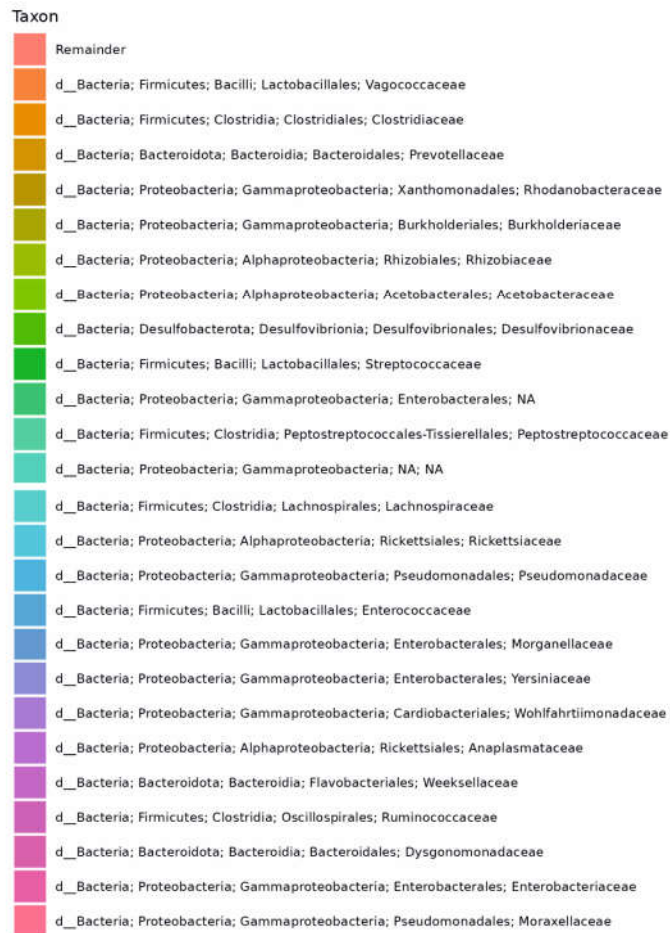 Taxon
Remainder
d__Bacteria; Firmicutes; Bacilli; Lactobacillales; Vagococcaceae
d__Bacteria; Firmicutes; Clostridia; Clostridiales; Clostridiaceae
d__Bacteria; Bacteroidota; Bacteroidia; Bacteroidales; Prevotellaceae
d__Bacteria; Proteobacteria; Gammaproteobacteria; Xanthomonadales; Rhodanobacteraceae
d__Bacteria; Proteobacteria; Gammaproteobacteria; Burkholderiales; Burkholderiaceae
d__Bacteria; Proteobacteria; Alphaproteobacteria; Rhizobiales; Rhizobiaceae
d__Bacteria; Proteobacteria; Alphaproteobacteria; Acetobacterales; Acetobacteraceae
d__Bacteria; Desulfobacterota; Desulfovibrionia; Desulfovibrionales; Desulfovibrionaceae
d__Bacteria; Firmicutes; Bacilli; Lactobacillales; Streptococcaceae
d__Bacteria; Proteobacteria; Gammaproteobacteria; Enterobacterales; NA
d__Bacteria; Firmicutes; Clostridia; Peptostreptococcales-Tissierellales; Peptostreptococcaceae
d__Bacteria; Proteobacteria; Gammaproteobacteria; NA; NA
d__Bacteria; Firmicutes; Clostridia; Lachnospirales; Lachnospiraceae
d__Bacteria; Proteobacteria; Alphaproteobacteria; Rickettsiales; Rickettsiaceae
d__Bacteria; Proteobacteria; Gammaproteobacteria; Pseudomonadales; Pseudomonadaceae
d__Bacteria; Firmicutes; Bacilli; Lactobacillales; Enterococcaceae
d__Bacteria; Proteobacteria; Gammaproteobacteria; Enterobacterales; Morganellaceae
d__Bacteria; Proteobacteria; Gammaproteobacteria; Enterobacterales; Yersiniaceae
d__Bacteria; Proteobacteria; Gammaproteobacteria; Cardiobacteriales; Wohlfahrtiimonadaceae
d__Bacteria; Proteobacteria; Alphaproteobacteria; Rickettsiales; Anaplasmataceae
d__Bacteria; Bacteroidota; Bacteroidia; Flavobacteriales; Weeksellaceae
d__Bacteria; Firmicutes; Clostridia; Oscillospirales; Ruminococcaceae
d__Bacteria; Bacteroidota; Bacteroidia; Bacteroidales; Dysgonomonadaceae
d__Bacteria; Proteobacteria; Gammaproteobacteria; Enterobacterales; Enterobacteriaceae
d__Bacteria; Proteobacteria; Gammaproteobacteria; Pseudomonadales; Moraxellaceae